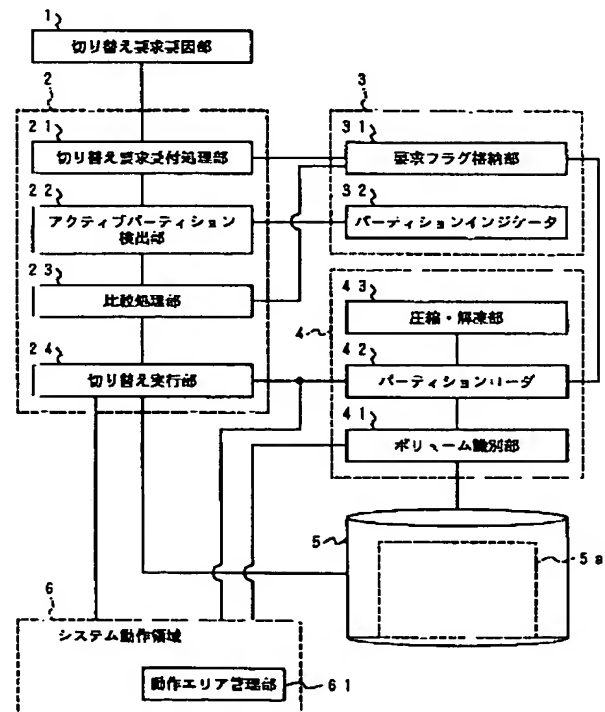 1
切り替え要求要因部
2
21
切り替え要求受付処理部
22
アクティブパーティション
検出部
23
比較処理部
24
切り替え実行部
3
31
要求フラグ格納部
32
パーティションインジケータ
4
43
圧縮・解凍部
42
パーティションローダ
41
ボリューム識別部
5
5a
6
システム動作領域
動作エリア管理部
61